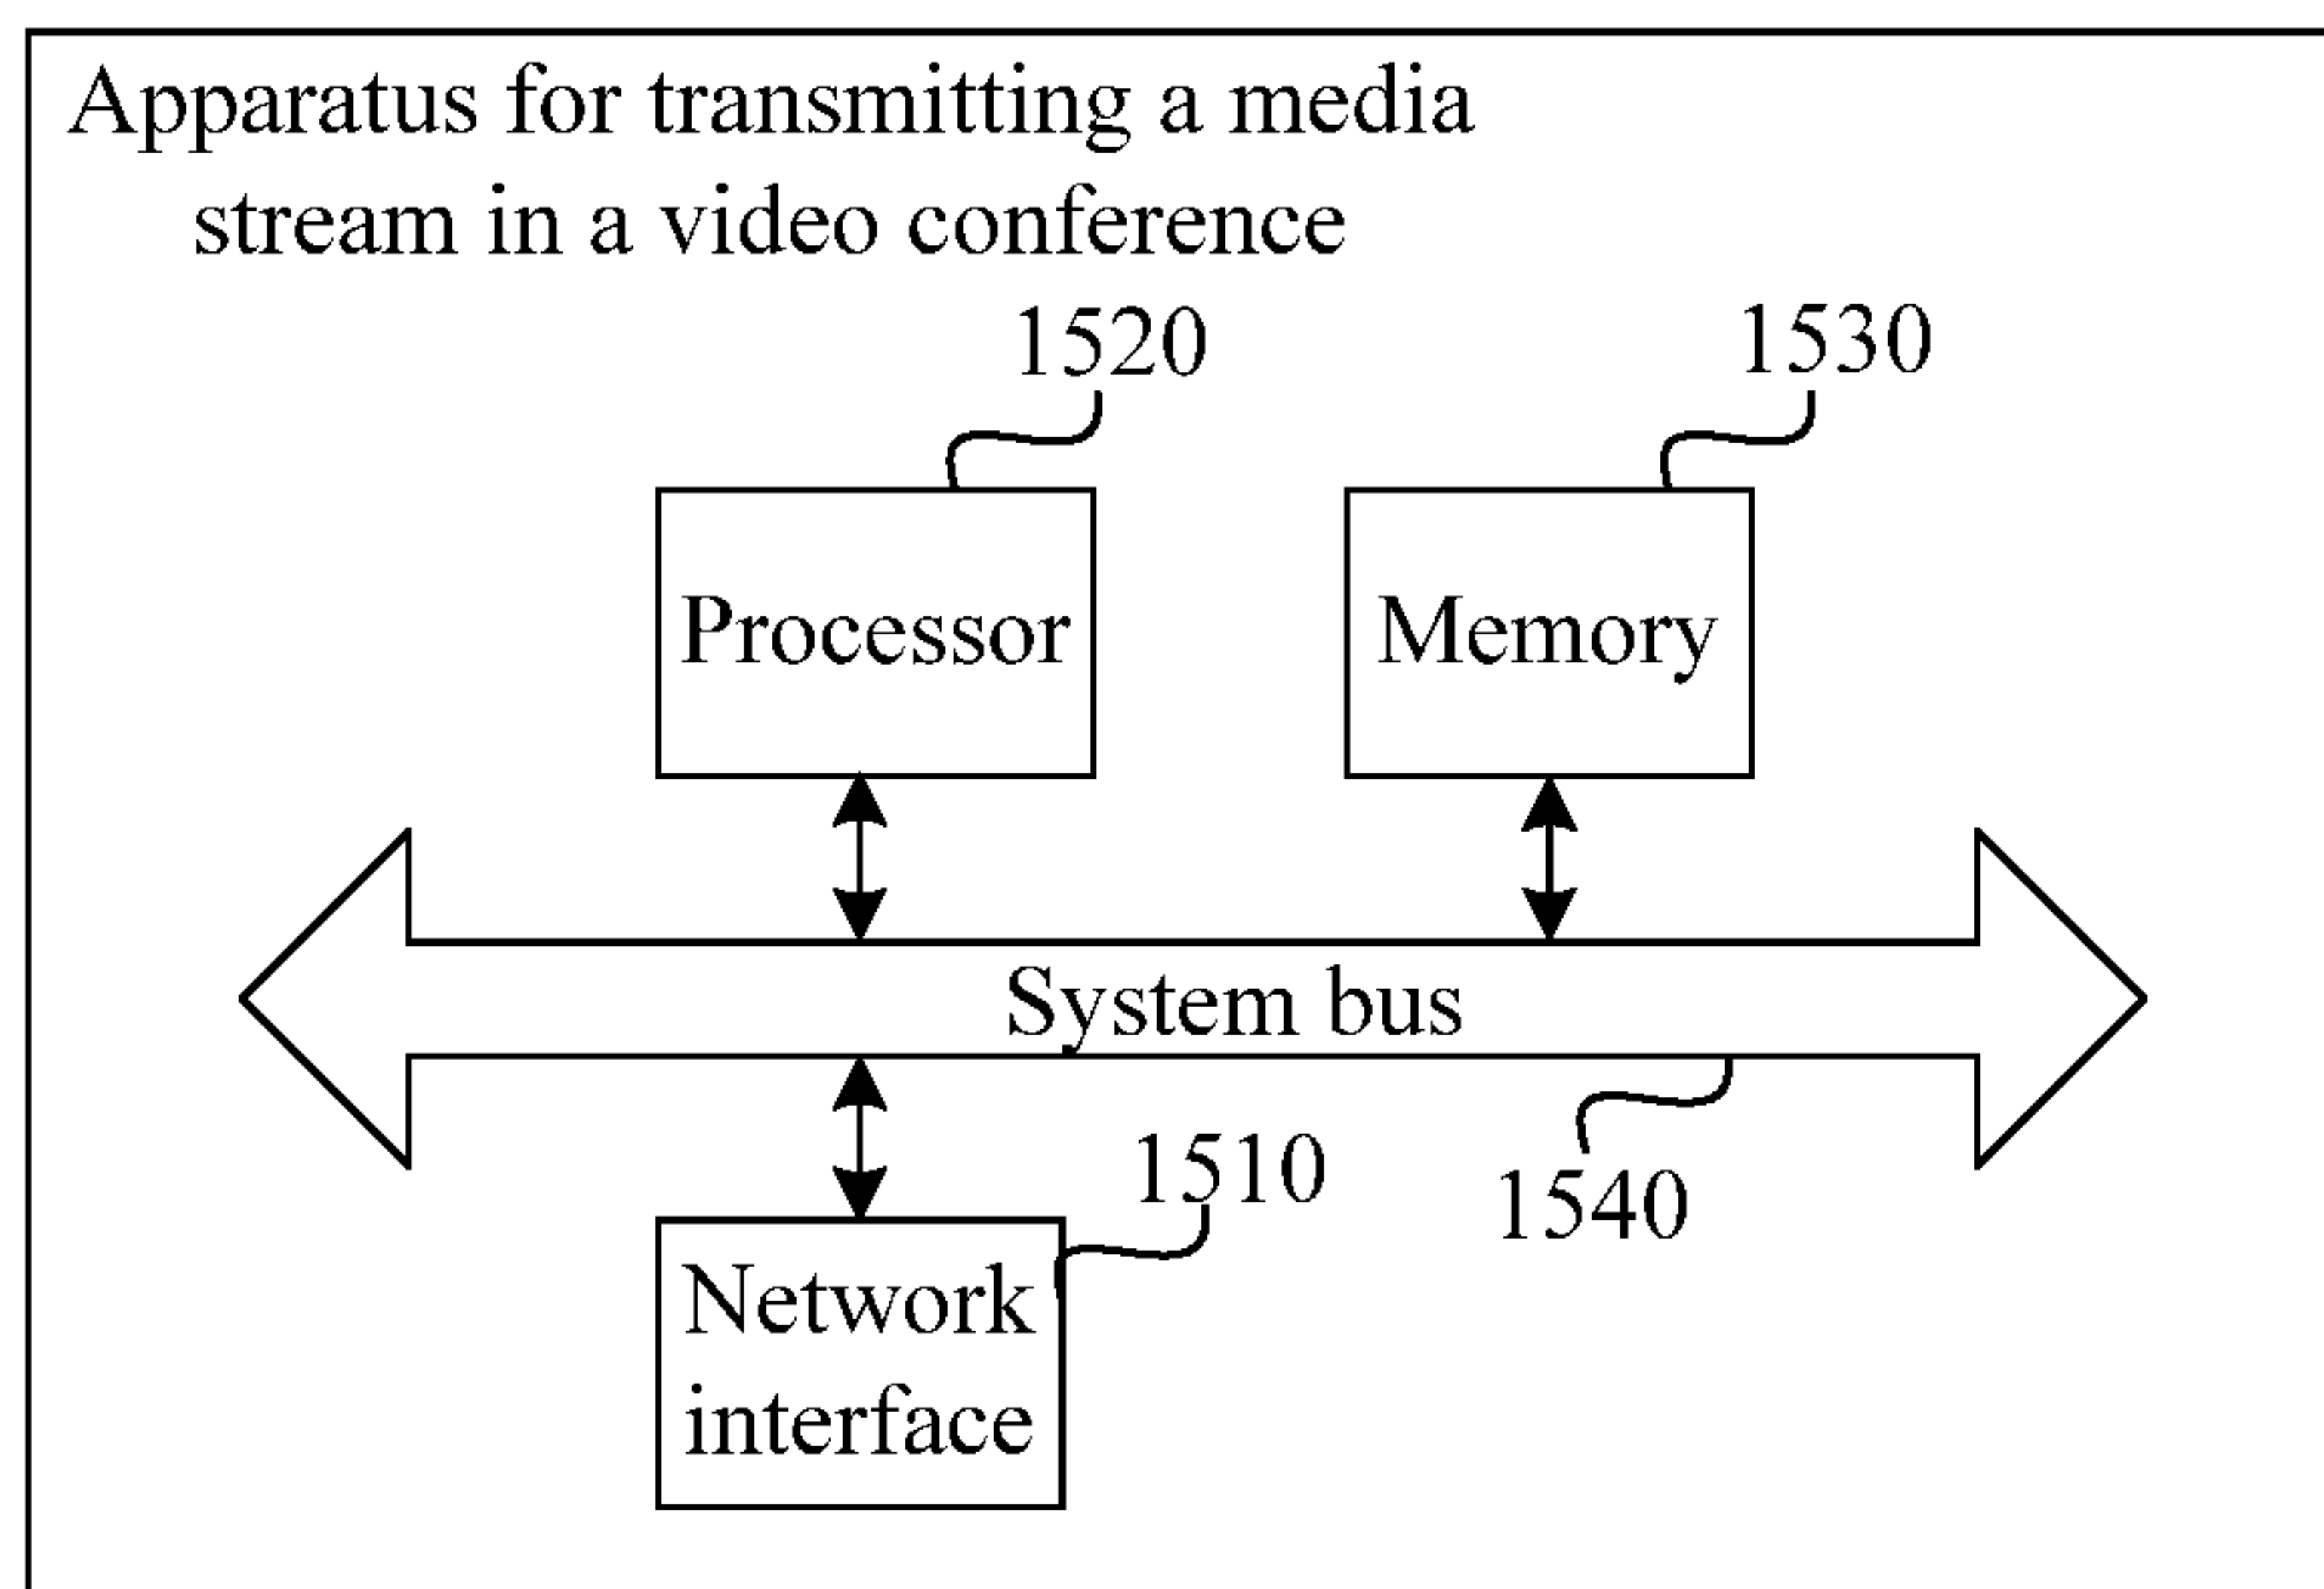 Apparatus for transmitting a media
stream in a video conference
1520
1530
Processor
Memory
System bus
1510
1540
Network
interface